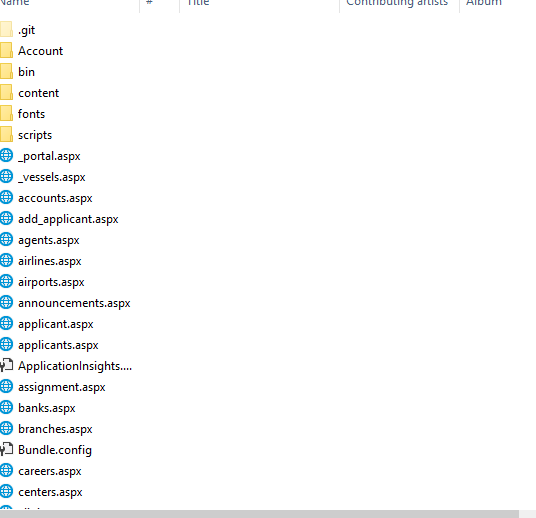 Name # Title Contributing artists Album
.git
Account
bin
content
fonts
scripts
_portal.aspx
_vessels.aspx
accounts.aspx
add_applicant.aspx
agents.aspx
airlines.aspx
airports.aspx
announcements.aspx
applicant.aspx
applicants.aspx
ApplicationInsights....
assignment.aspx
banks.aspx
branches.aspx
Bundle.config
careers.aspx
centers.aspx